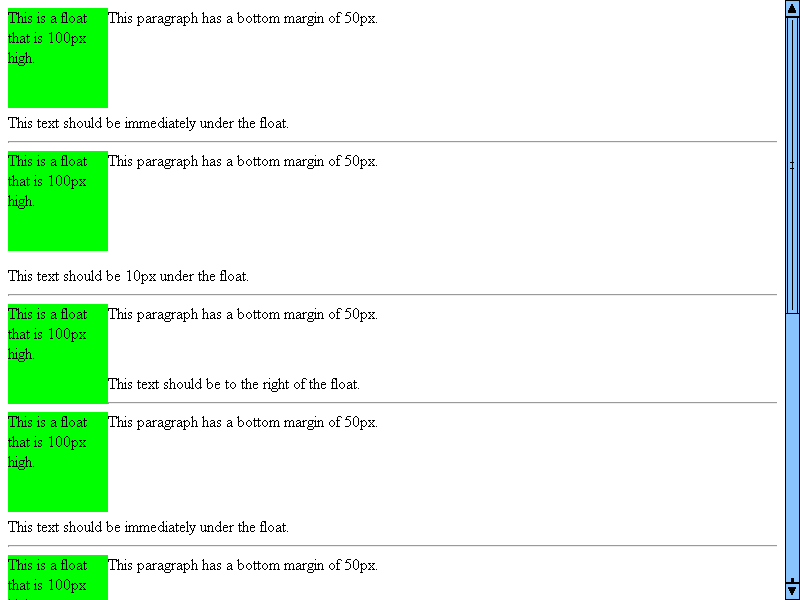 This is a float This paragraph has a bottom margin of 50px.
that is 100px
high.
This text should be immediately under the float.
This is a float This paragraph has a bottom margin of 50px.
that is 100px
high.
This text should be 10px under the float.
This is a float This paragraph has a bottom margin of 50px.
that is 100px
high.
This text should be to the right of the float.
This is a float This paragraph has a bottom margin of 50px.
that is 100px
high.
This text should be immediately under the float.
This is a float This paragraph has a bottom margin of 50px.
that is 100px